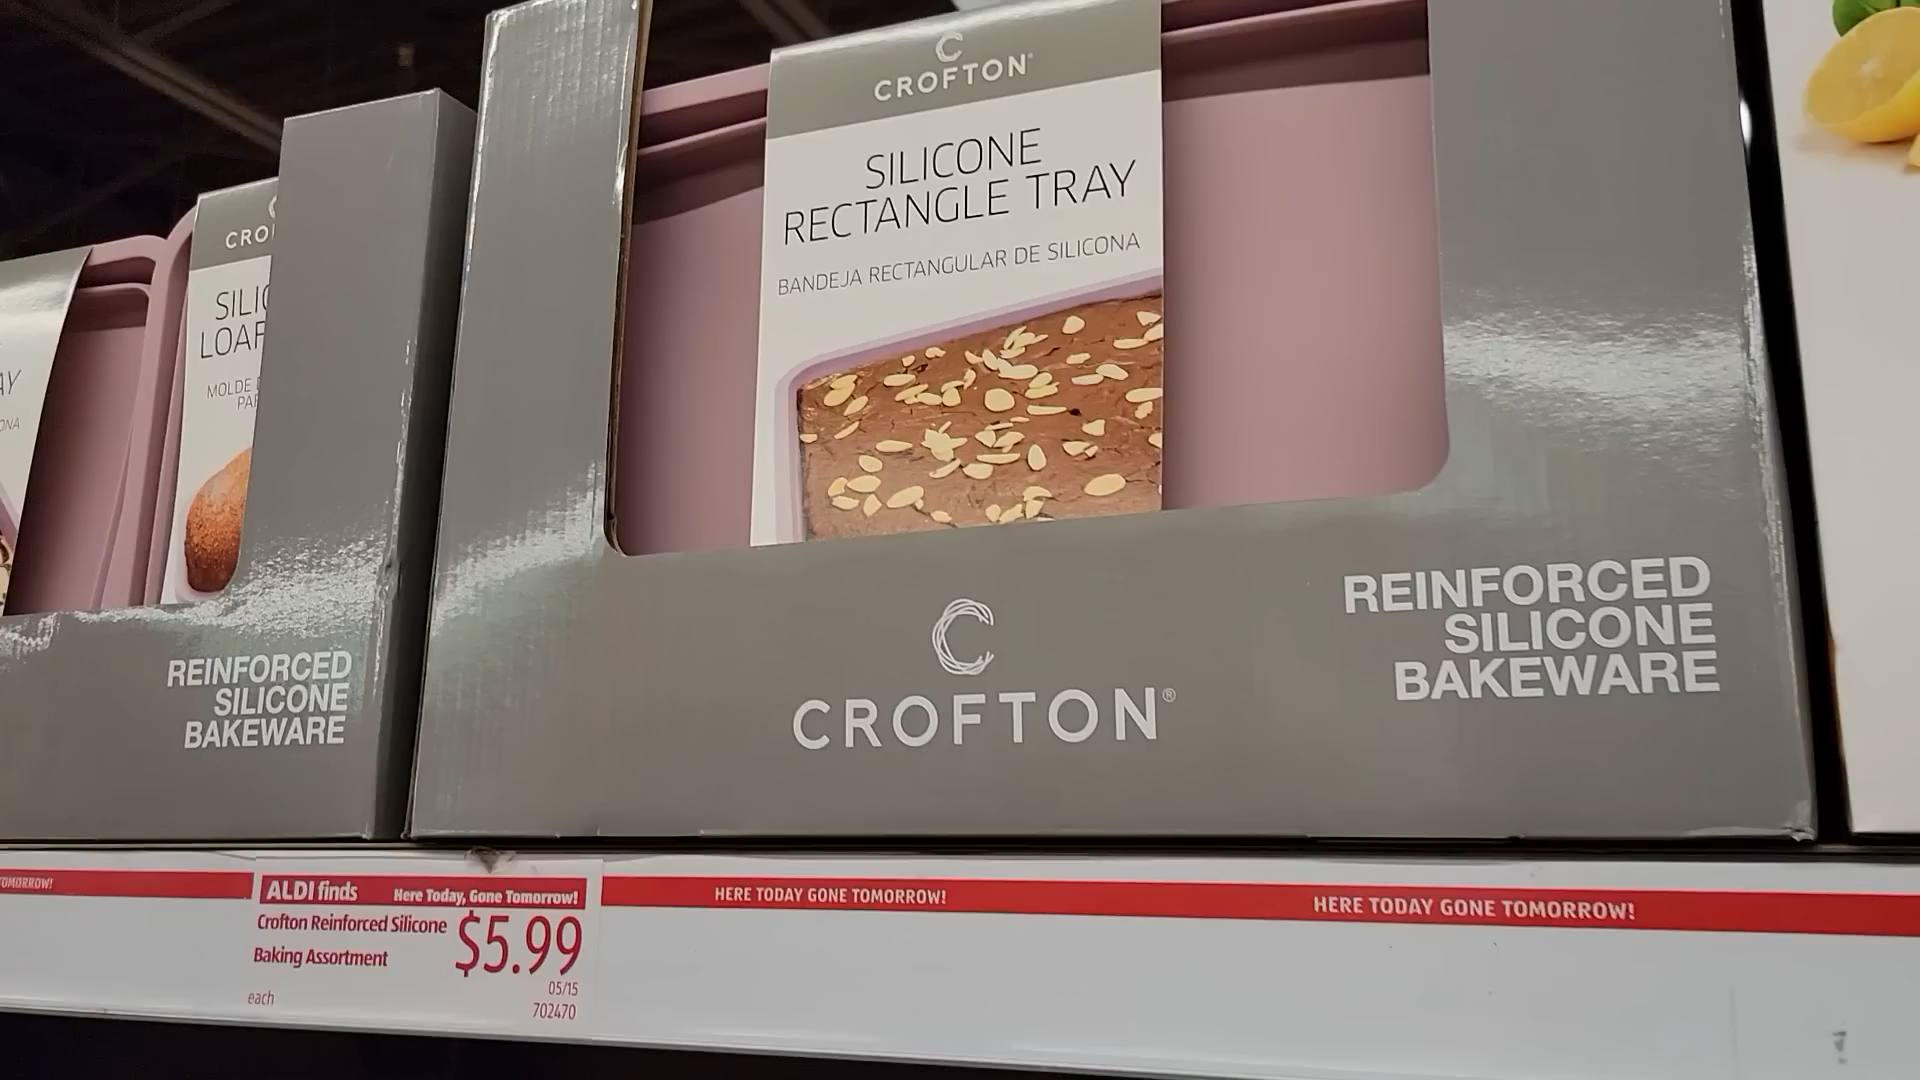 CROFTON
SILICONE
RECTANGLE TRAY
BANDEJA RECTANGULAR DE SILICONA
CROFTON®
REINFORCED
SILICONE
BAKEWARE
REINFORCED
SILICONE
BAKEWARE
MOLDE
ALDI finds Here Today, Gone Tomorrow!
Crofton Reinforced Silicone
Baking Assortment
$5.99
each
05/15
702470
HERE TODAY GONE TOMORROW!
HERE TODAY GONE TOMORROW!
TOMORROW!